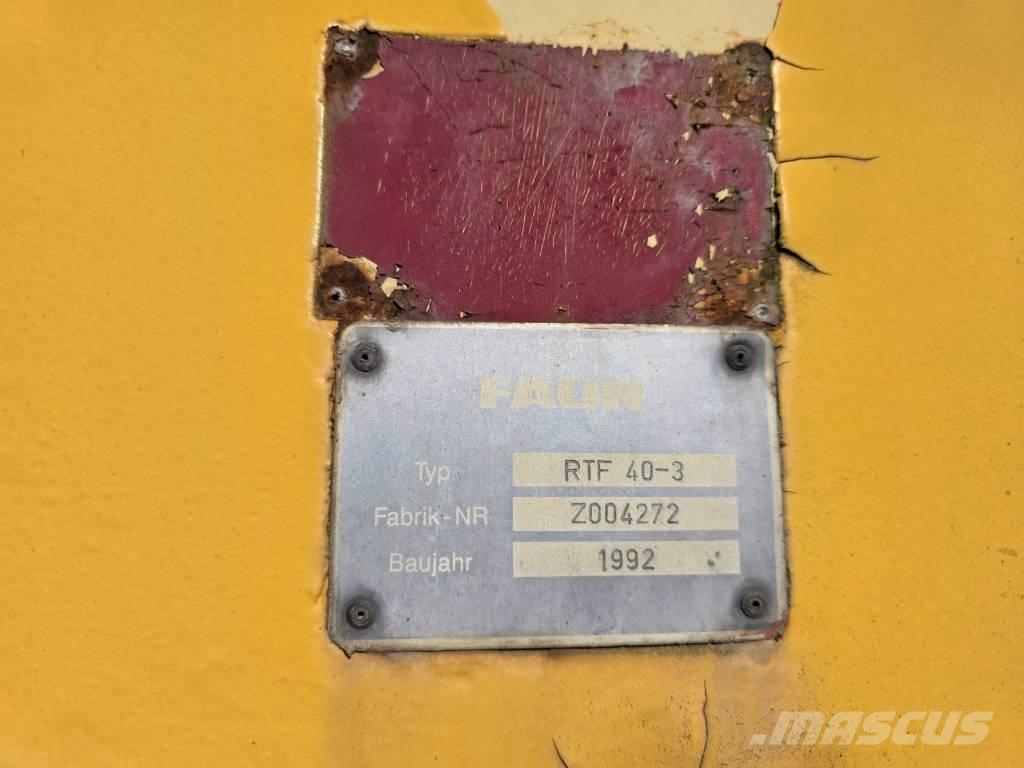 FAUN
Typ RTF 40-3
Fabrik-NR Z004272
Baujahr 1992
MASCUS